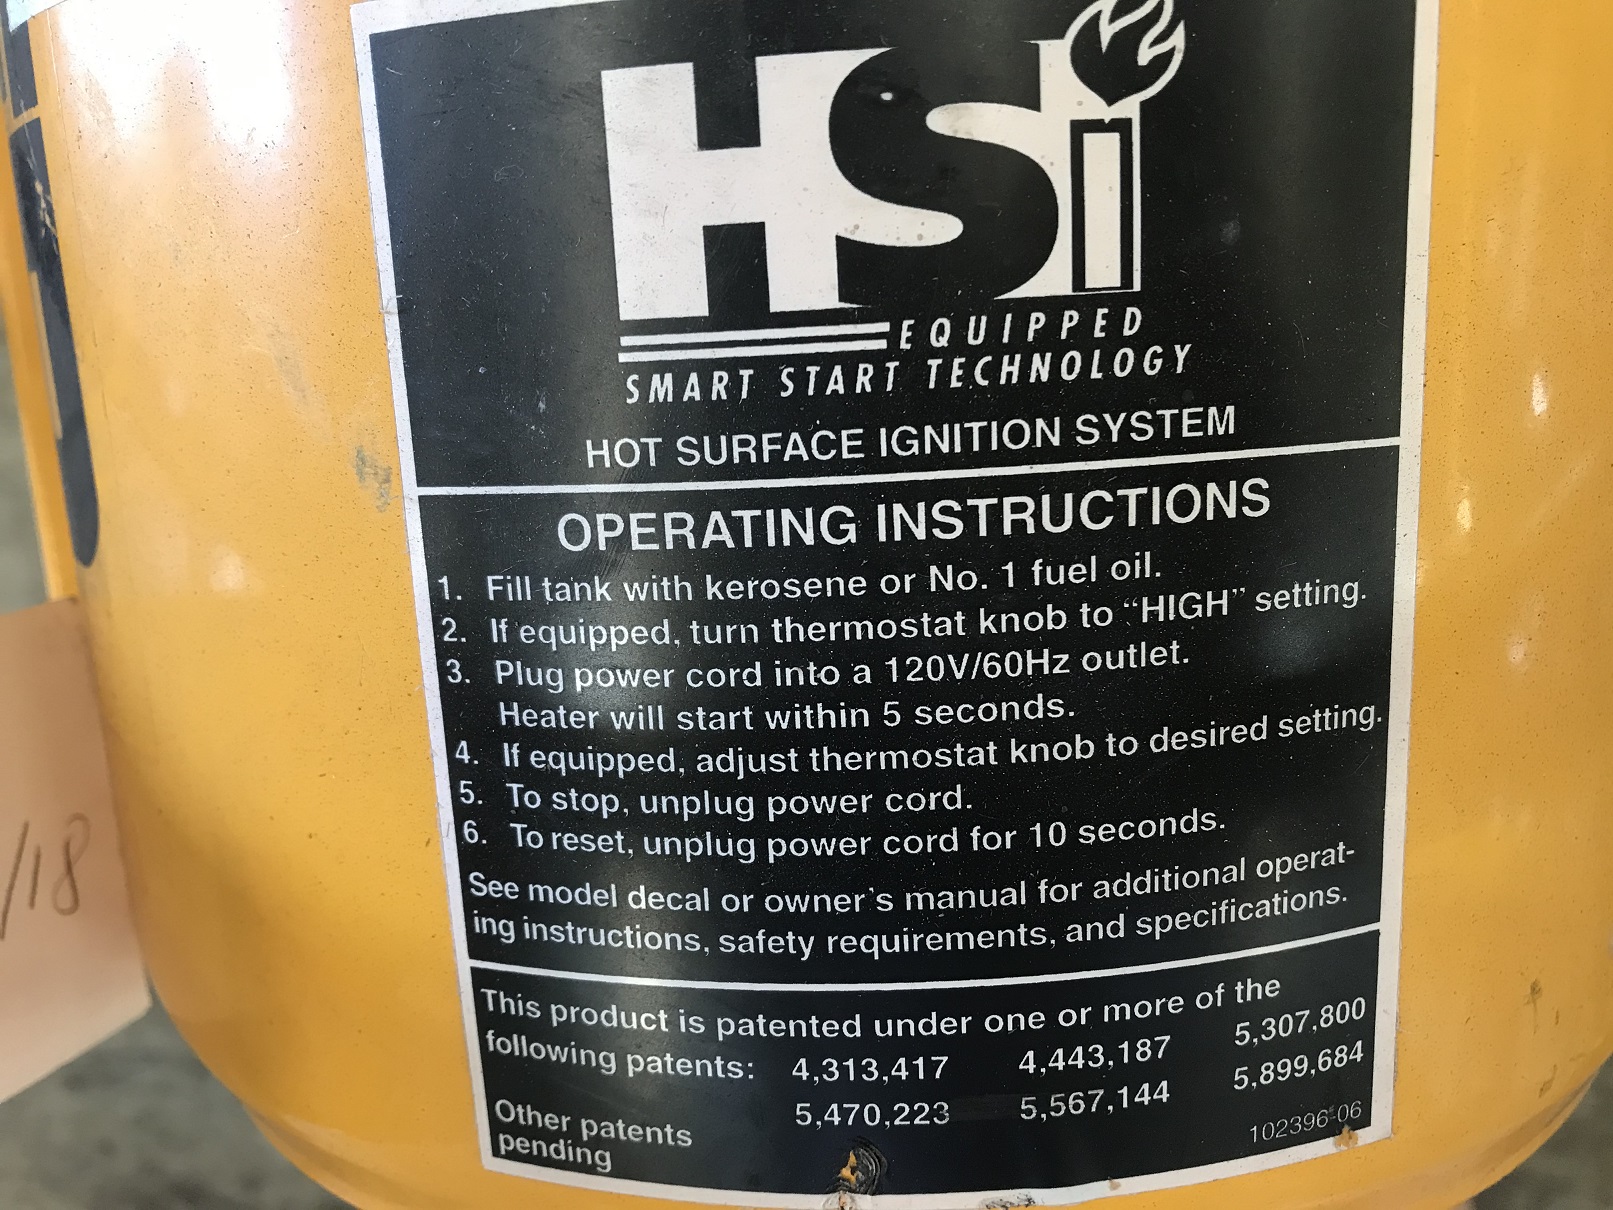 HSi
EQUIPPED
SMART START TECHNOLOGY
HOT SURFACE IGNITION SYSTEM
OPERATING INSTRUCTIONS
1. Fill tank with kerosene or No. 1 fuel oil.
2. If equipped, turn thermostat knob to “HIGH” setting.
3. Plug power cord into a 120V/60Hz outlet.
Heater will start within 5 seconds.
4. If equipped, adjust thermostat knob to desired setting.
5. To stop, unplug power cord.
6. To reset, unplug power cord for 10 seconds.
See model decal or owner's manual for additional operat-
ing instructions, safety requirements, and specifications.
This product is patented under one or more of the
following patents: 4,313,417 4,443,187 5,307,800
5,470,223 5,567,144 5,899,684
Other patents
pending
102396-06
/18